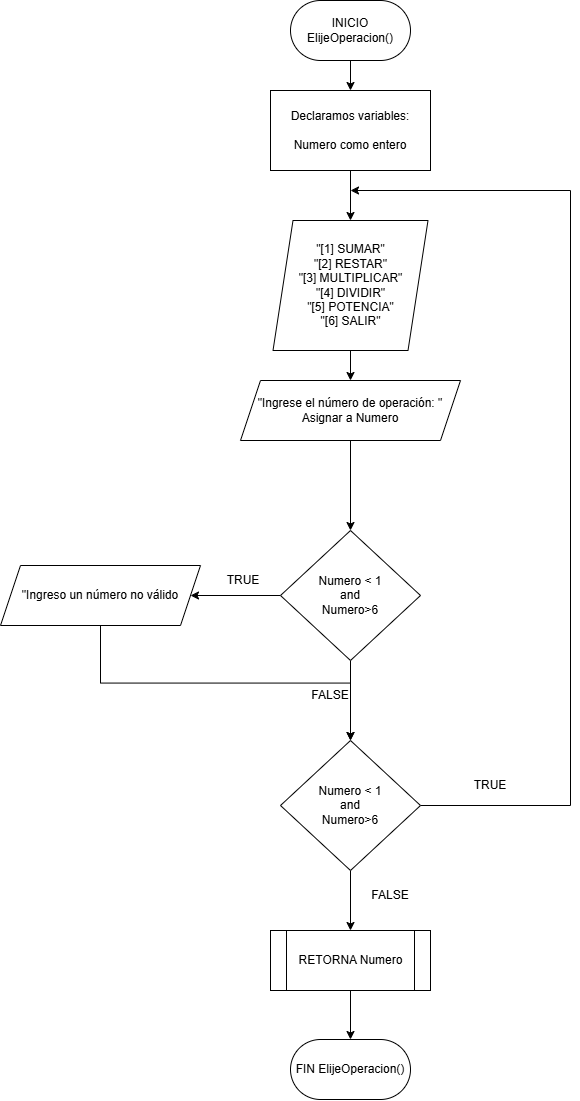 INICIO
ElijeOperacion()
Declaramos variables:
Numero como entero
"[1] SUMAR"
"[2] RESTAR"
"[3] MULTIPLICAR"
"[4] DIVIDIR"
"[5] POTENCIA"
"[6] SALIR"
"Ingrese el número de operación: "
Asignar a Numero
Numero < 1
and
Numero>6
TRUE
"Ingreso un número no válido
FALSE
Numero < 1
and
Numero>6
TRUE
FALSE
RETORNA Numero
FIN ElijeOperacion()